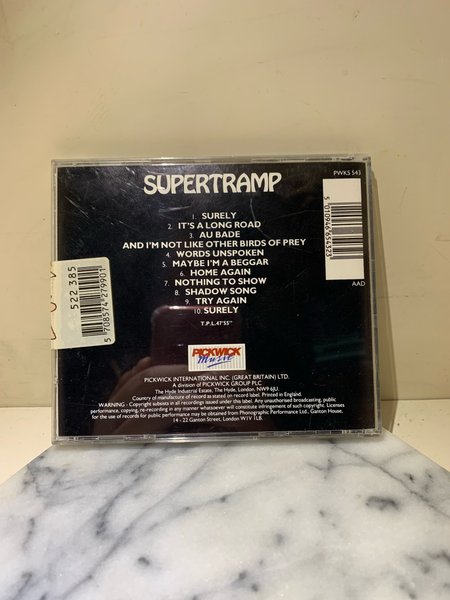 PWKS 543
SUPERTRAMP
1. SURELY
2. IT'S A LONG ROAD
3. AU BADE
AND I'M NOT LIKE OTHER BIRDS OF PREY
4. WORDS UNSPOKEN
5. MAYBE I'M A BEGGAR
6. HOME AGAIN
7. NOTHING TO SHOW
8. SHADOW SONG
9. TRY AGAIN
10. SURELY
T.P.L.47'55"
5 010946 654323
AAD
522.385
5 708574 279901
PICKWICK
Music
PICKWICK INTERNATIONAL INC. (GREAT BRITAIN) LTD.
A division of PICKWICK GROUP PLC
The Hyde Industrial Estate, The Hyde, London, NW9 6JU.
Country of manufacture of record as stated on record label. Printed in England.
WARNING - Copyright subsists in all recordings issued under this label. Any unauthorised broadcasting, public
performance, copying, re-recording in any manner whatsoever will constitute infringement of such copyright. Licenses
for the use of records for public performance may be obtained from Phonographic Performance Ltd., Ganton House,
14 - 22 Ganton Street, London W1V 1LB.